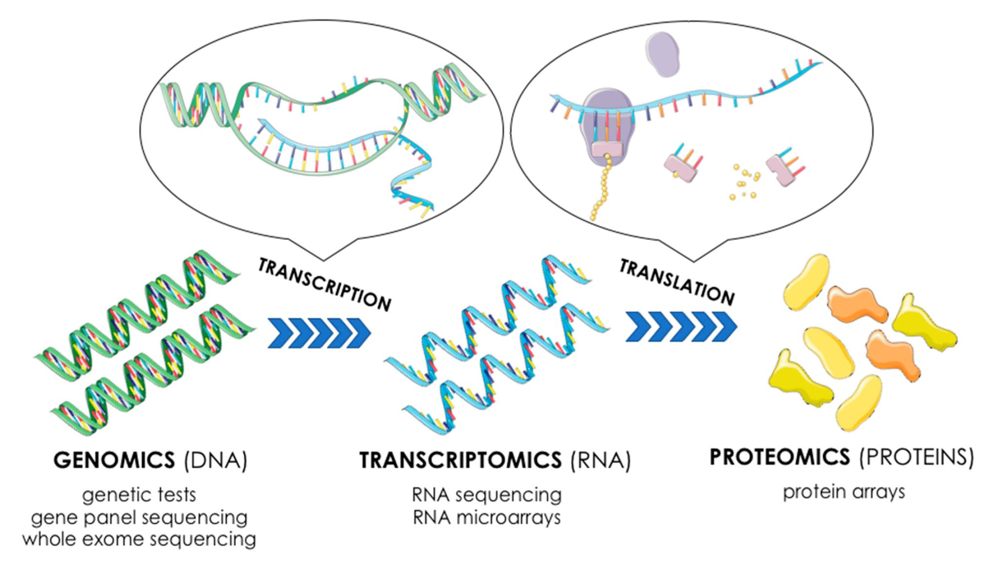 TRANSCRIPTION
TRANSLATION
GENOMICS (DNA)
genetic tests
gene panel sequencing
whole exome sequencing
TRANSCRIPTOMICS (RNA)
RNA sequencing
RNA microarrays
PROTEOMICS (PROTEINS)
protein arrays